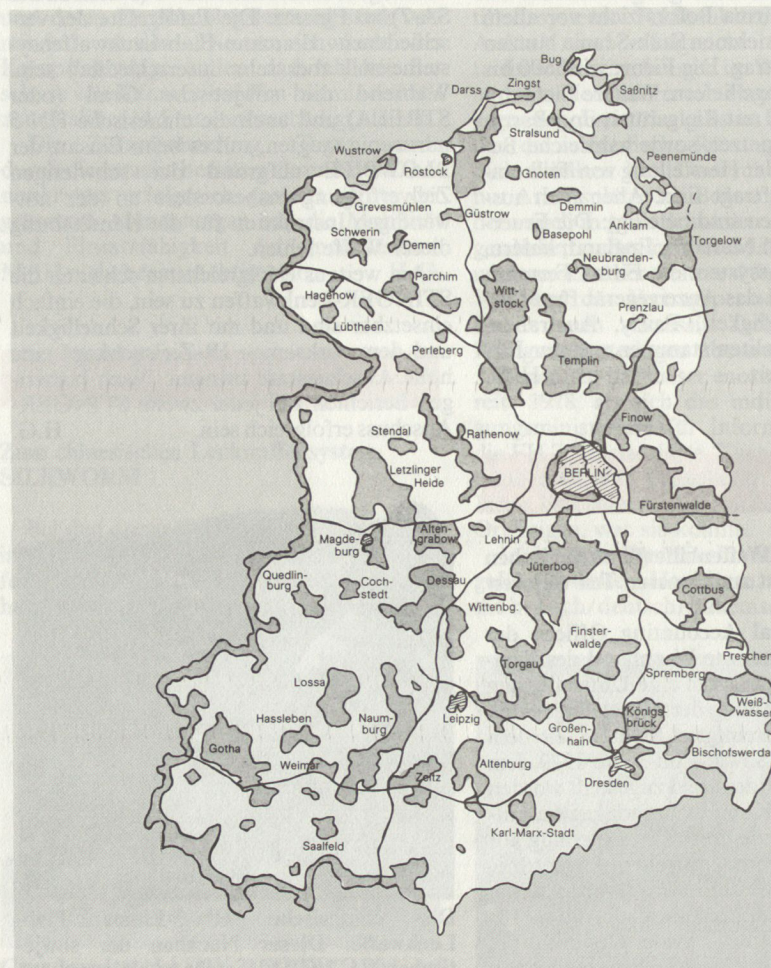 Bug
Zingst
Darss
Saßnitz
Stralsund
Peenemünde
Wustrow
Rostock
Gnoten
Grevesmühlen
Güstrow
Demmin
Anklam
Schwerin
Basepohl
Torgelow
Demen
Neubranden-
burg
Parchim
Hagenow
Witt-
stock
Prenzlau
Lübtheen
Perleberg
Templin
Finow
Stendal
Rathenow
BERLIN
Letzlinger
Heide
Fürstenwalde
Magde-
burg
Alten-
grabow
Lehnin
Jüterbog
Quedlin-
burg
Coch-
stedt
Dessau
Cottbus
Wittenbg.
Finster-
walde
Preschen
Torgau
Spremberg
Lossa
Weiß-
wasser
Hassleben
Naum-
burg
Leipzig
Großen-
hain
Königs-
brück
Gotha
Weimar
Bischofswerda
Zeitz
Altenburg
Dresden
Karl-Marx-Stadt
Saalfeld